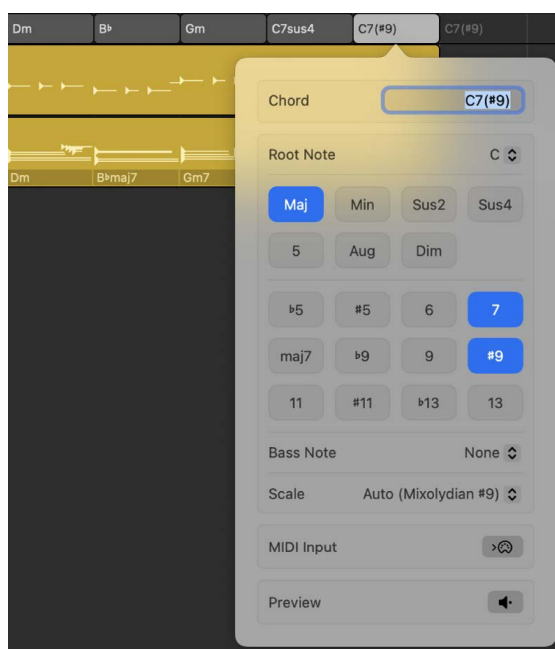 Dm B♭ Gm C7sus4 C7(♯9) C7(♯9)
Chord C7(♯9)
Root Note C
Dm B♭maj7 Gm7
Maj Min Sus2 Sus4
5 Aug Dim
♭5 ♯5 6 7
maj7 ♭9 9 ♯9
11 ♯11 ♭13 13
Bass Note None
Scale Auto (Mixolydian ♯9)
MIDI Input
Preview